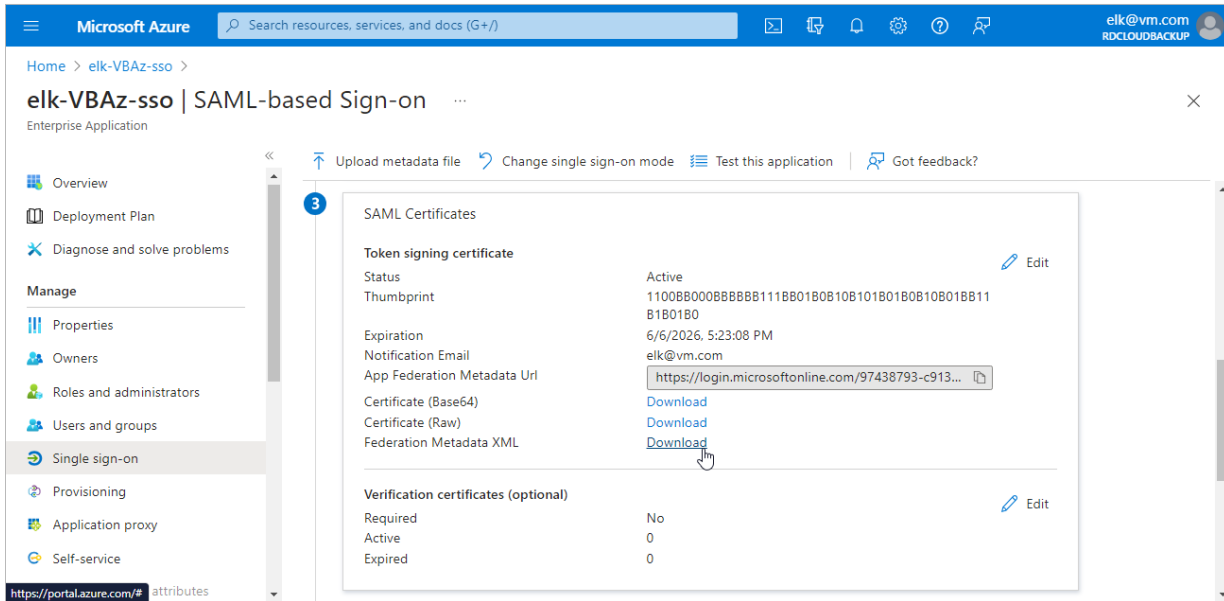 Microsoft Azure
Search resources, services, and docs (G+/)
elk@vm.com
RDCLOUDBACKUP
Home > elk-VBAz-sso >
elk-VBAz-sso | SAML-based Sign-on ...
Enterprise Application
Upload metadata file
Change single sign-on mode
Test this application
Got feedback?
Overview
Deployment Plan
Diagnose and solve problems
Manage
Properties
Owners
Roles and administrators
Users and groups
Single sign-on
Provisioning
Application proxy
Self-service
attributes
https://portal.azure.com/#
3
SAML Certificates
Token signing certificate
Edit
Status Active
Thumbprint 1100BB000BBBBBB111BB01B0B10B101B01B0B10B01BB11
B1B01B0
Expiration 6/6/2026, 5:23:08 PM
Notification Email elk@vm.com
App Federation Metadata Url https://login.microsoftonline.com/97438793-c913...
Certificate (Base64) Download
Certificate (Raw) Download
Federation Metadata XML Download
Verification certificates (optional)
Edit
Required No
Active 0
Expired 0